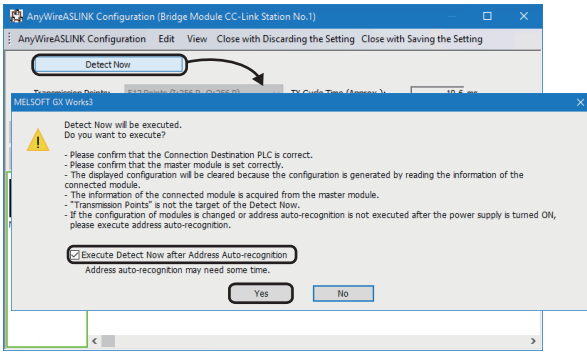 AnyWireASLINK Configuration (Bridge Module CC-Link Station No.1)
AnyWireASLINK Configuration Edit View Close with Discarding the Setting Close with Saving the Setting
Detect Now
MELSOFT GX Works3
Detect Now will be executed.
Do you want to execute?
- Please confirm that the Connection Destination PLC is correct.
- Please confirm that the master module is set correctly.
- The displayed configuration will be cleared because the configuration is generated by reading the information of the
connected module.
- The information of the connected module is acquired from the master module.
- "Transmission Points" is not the target of the Detect Now.
- If the configuration of modules is changed or address auto-recognition is not executed after the power supply is turned ON,
please execute address auto-recognition.
Execute Detect Now after Address Auto-recognition
Address auto-recognition may need some time.
Yes No